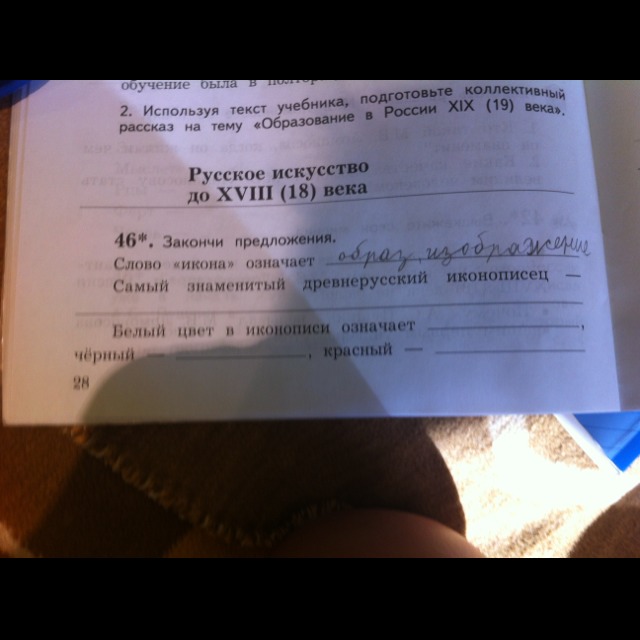 обучение была в
2. Используя текст учебника, подготовьте коллективный
рассказ на тему «Образование в России XIX (19) века».
Русское искусство
до XVIII (18) века
46*. Закончи предложения.
Слово «икона» означает образ изображение
Самый знаменитый древнерусский иконописец —
Белый цвет в иконописи означает ,
чёрный — , красный —
28